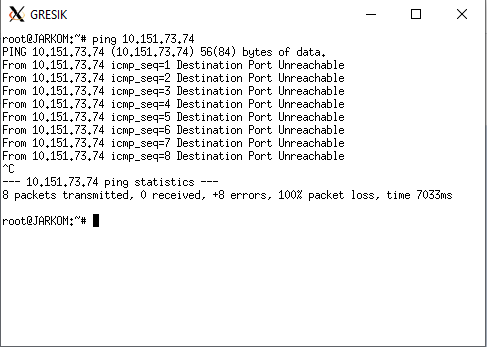 GRESIK
root@JARKOM:~# ping 10.151.73.74
PING 10.151.73.74 (10.151.73.74) 56(84) bytes of data.
From 10.151.73.74 icmp_seq=1 Destination Port Unreachable
From 10.151.73.74 icmp_seq=2 Destination Port Unreachable
From 10.151.73.74 icmp_seq=3 Destination Port Unreachable
From 10.151.73.74 icmp_seq=4 Destination Port Unreachable
From 10.151.73.74 icmp_seq=5 Destination Port Unreachable
From 10.151.73.74 icmp_seq=6 Destination Port Unreachable
From 10.151.73.74 icmp_seq=7 Destination Port Unreachable
From 10.151.73.74 icmp_seq=8 Destination Port Unreachable
^C
--- 10.151.73.74 ping statistics ---
8 packets transmitted, 0 received, +8 errors, 100% packet loss, time 7033ms
root@JARKOM:~#